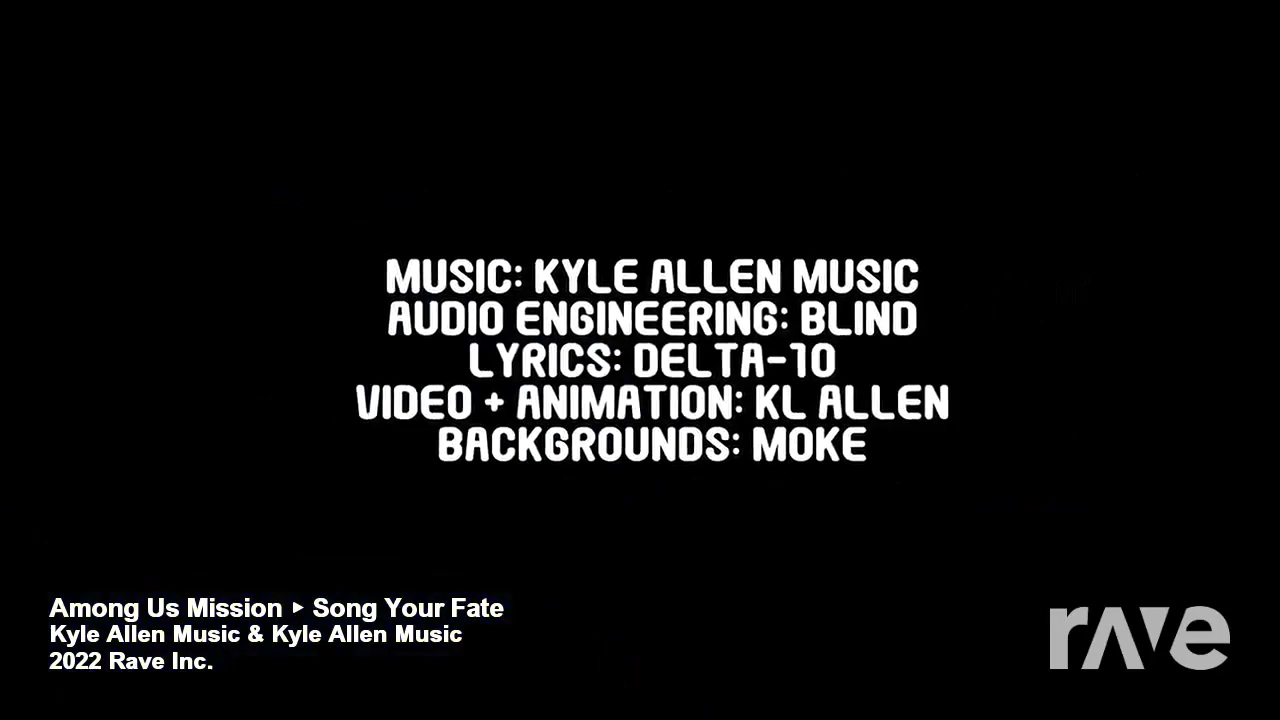 MUSIC: KYLE ALLEN MUSIC
AUDIO ENGINEERING: BLIND
LYRICS: DELTA-10
VIDEO + ANIMATION: KL ALLEN
BACKGROUNDS: MOKE
Among Us Mission ▸ Song Your Fate
Kyle Allen Music & Kyle Allen Music
2022 Rave Inc.
rave